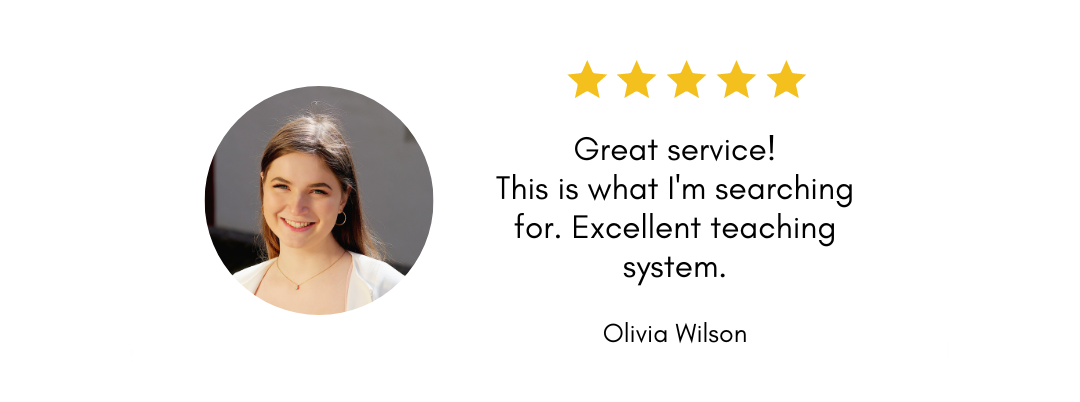 Great service!
This is what I'm searching
for. Excellent teaching
system.
Olivia Wilson